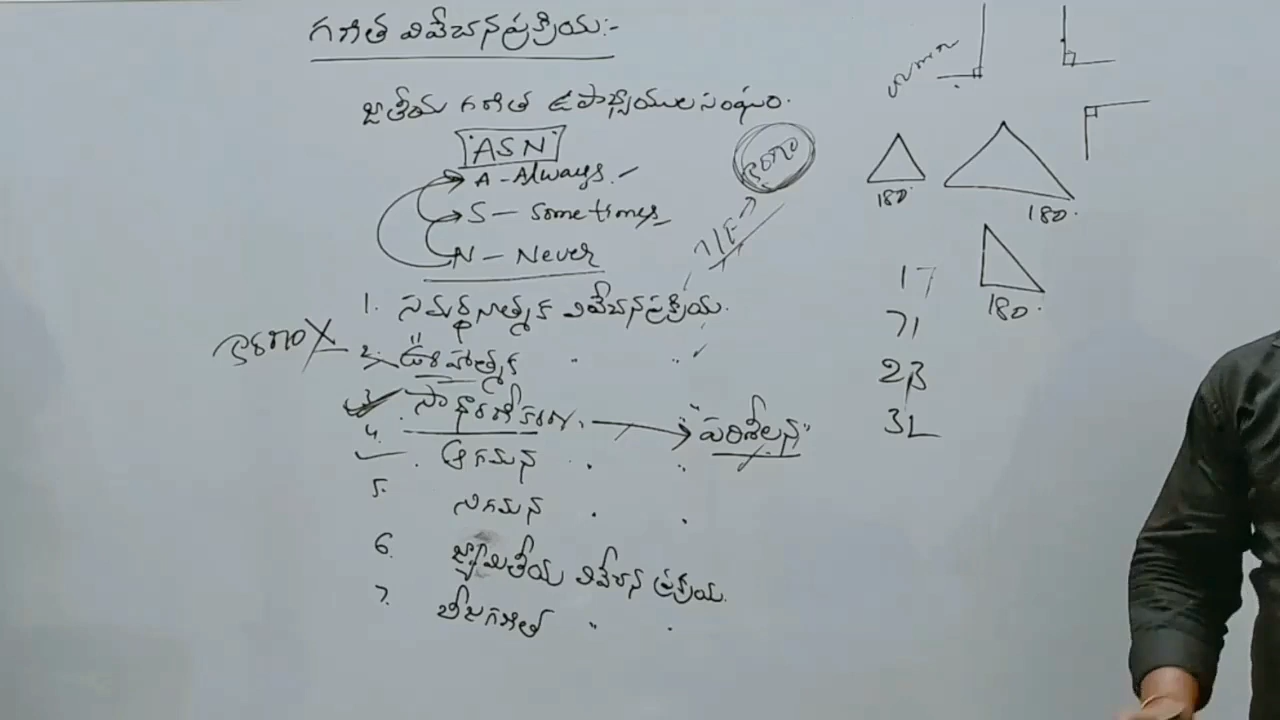 గణిత వివేచన ప్రక్రియ:-
జాతీయ గణిత ఉపాధ్యాయుల సంఘం.
ASN
A - Always.
S - Sometimes
N - Never
T/F
కారణం
1. సమర్థనాత్మక వివేచన ప్రక్రియ.
కారణం X
2. ఊహాత్మక " "
3. సాధారణీకరణ. → "పరిశీలన"
4. ఆగమన " "
5. నిగమన " "
6. జ్యామితీయ వివేచన ప్రక్రియ.
7. బీజగణిత " "
180.
180.
180.
17
71
23